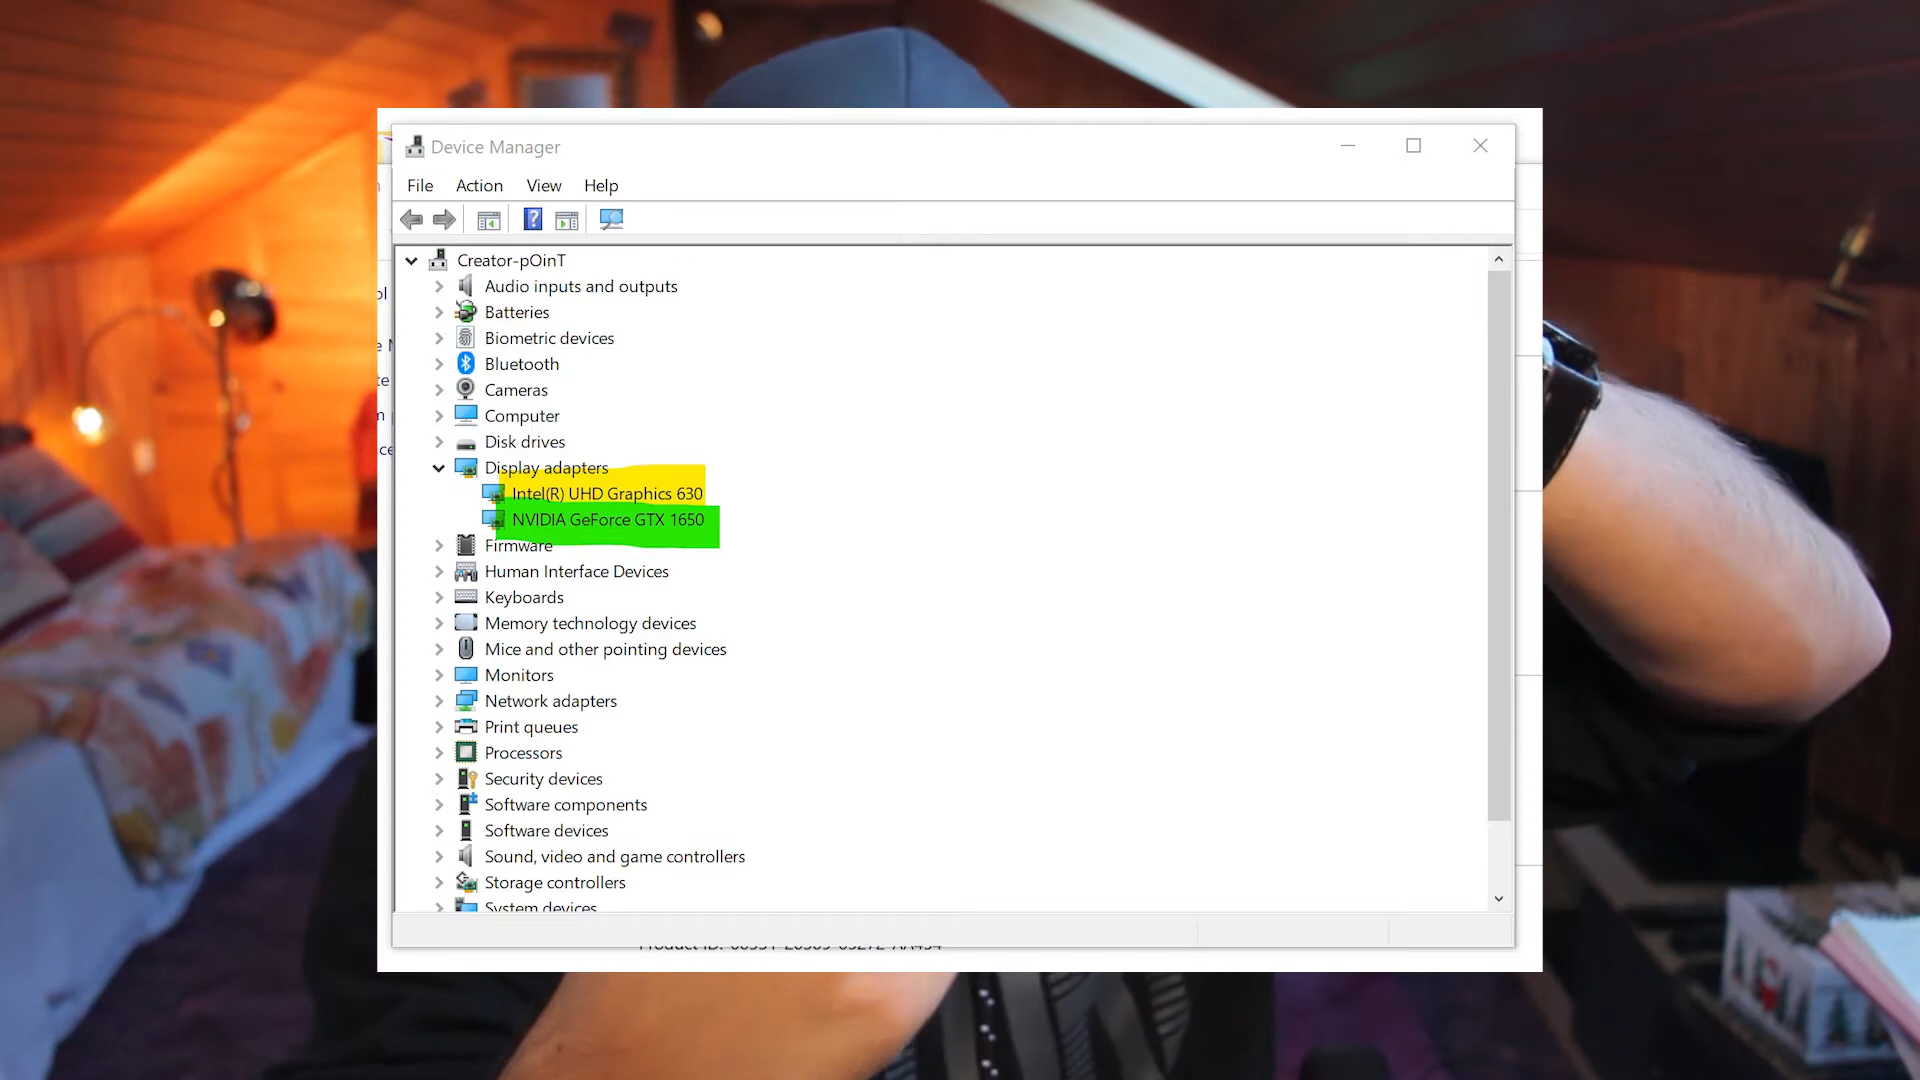 Device Manager
File Action View Help
Creator-pOinT
Audio inputs and outputs
Batteries
Biometric devices
Bluetooth
Cameras
Computer
Disk drives
Display adapters
Intel(R) UHD Graphics 630
NVIDIA GeForce GTX 1650
Firmware
Human Interface Devices
Keyboards
Memory technology devices
Mice and other pointing devices
Monitors
Network adapters
Print queues
Processors
Security devices
Software components
Software devices
Sound, video and game controllers
Storage controllers
System devices